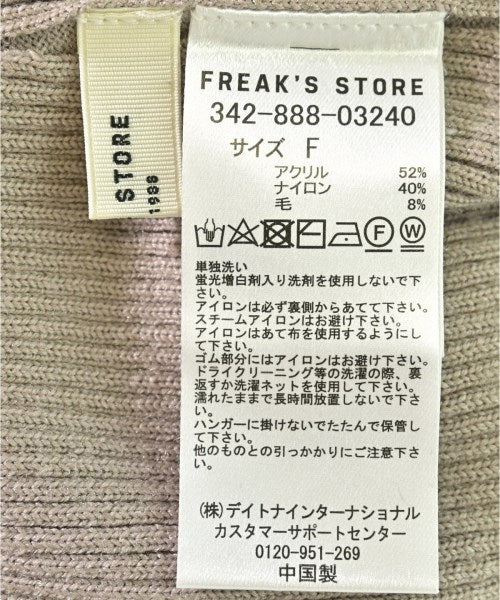 STORE
1986
FREAK'S STORE
342-888-03240
サイズ F
アクリル 52%
ナイロン 40%
毛 8%
F W
単独洗い
蛍光増白剤入り洗剤を使用しないで下
さい。
アイロンは必ず裏側からあてて下さい。
スチームアイロンはお避け下さい。
アイロンはあて布を使用するようにし
て下さい。
ゴム部分にはアイロンはお避け下さい。
ドライクリーニング等の洗濯の際、裏
返すか洗濯ネットを使用して下さい。
濡れたままで長時間放置しないで下さ
い。
ハンガーに掛けないでたたんで保管し
て下さい。
他のものとの引っかかりにご注意下さ
い。
(株)デイトナインターナショナル
カスタマーサポートセンター
0120-951-269
中国製